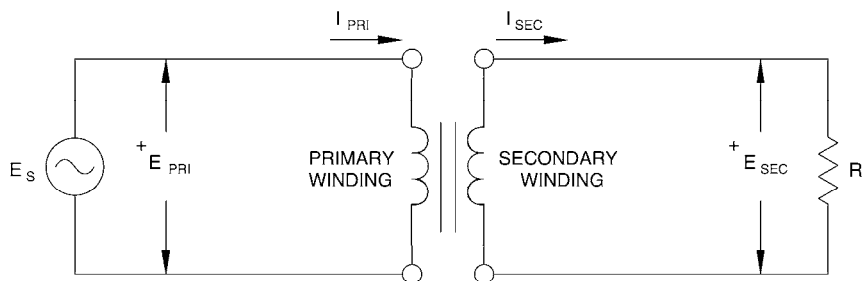 I PRI
I SEC
E S
+ E PRI
PRIMARY
WINDING
SECONDARY
WINDING
+ E SEC
R